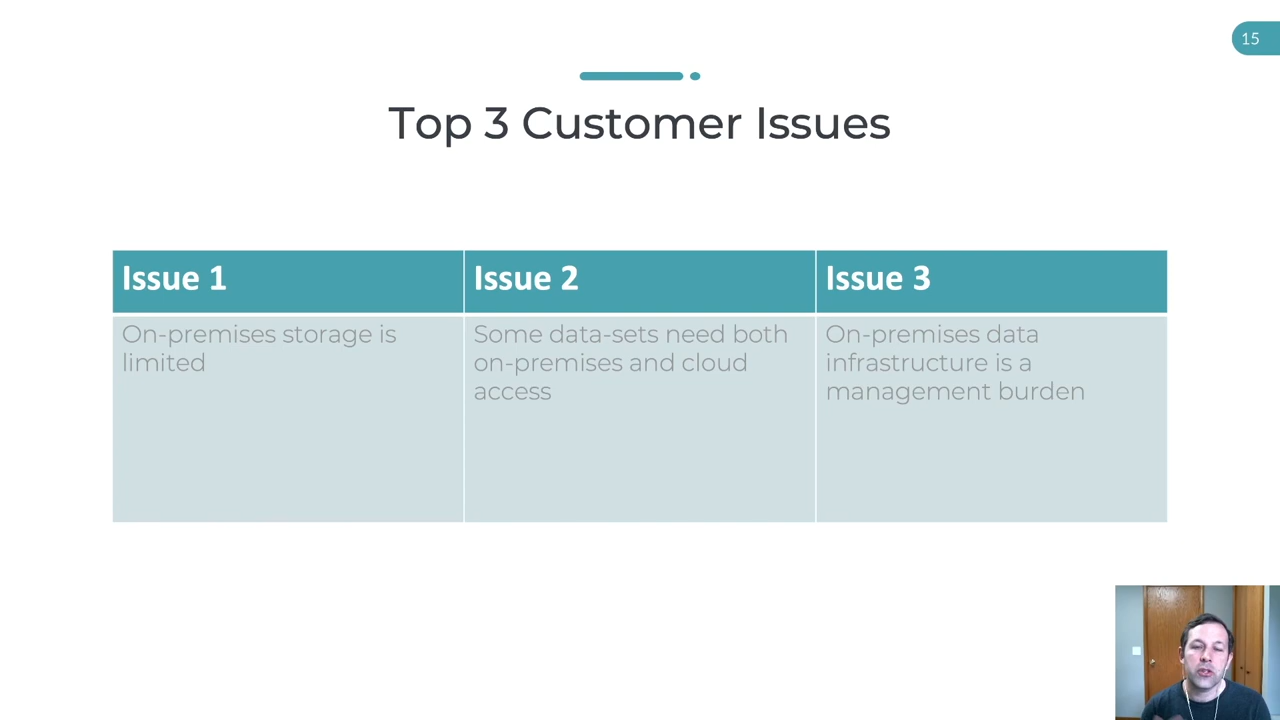 15
Top 3 Customer Issues
Issue 1
Issue 2
Issue 3
On-premises storage is
limited
Some data-sets need both
on-premises and cloud
access
On-premises data
infrastructure is a
management burden